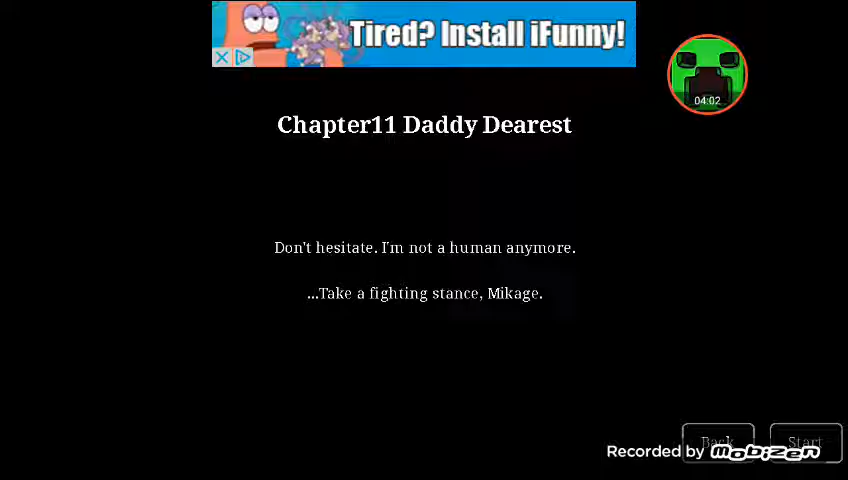 Tired? Install iFunny!
04:02
Chapter11 Daddy Dearest
Don't hesitate. I'm not a human anymore.
...Take a fighting stance, Mikage.
Back
Start
Recorded by mobizen